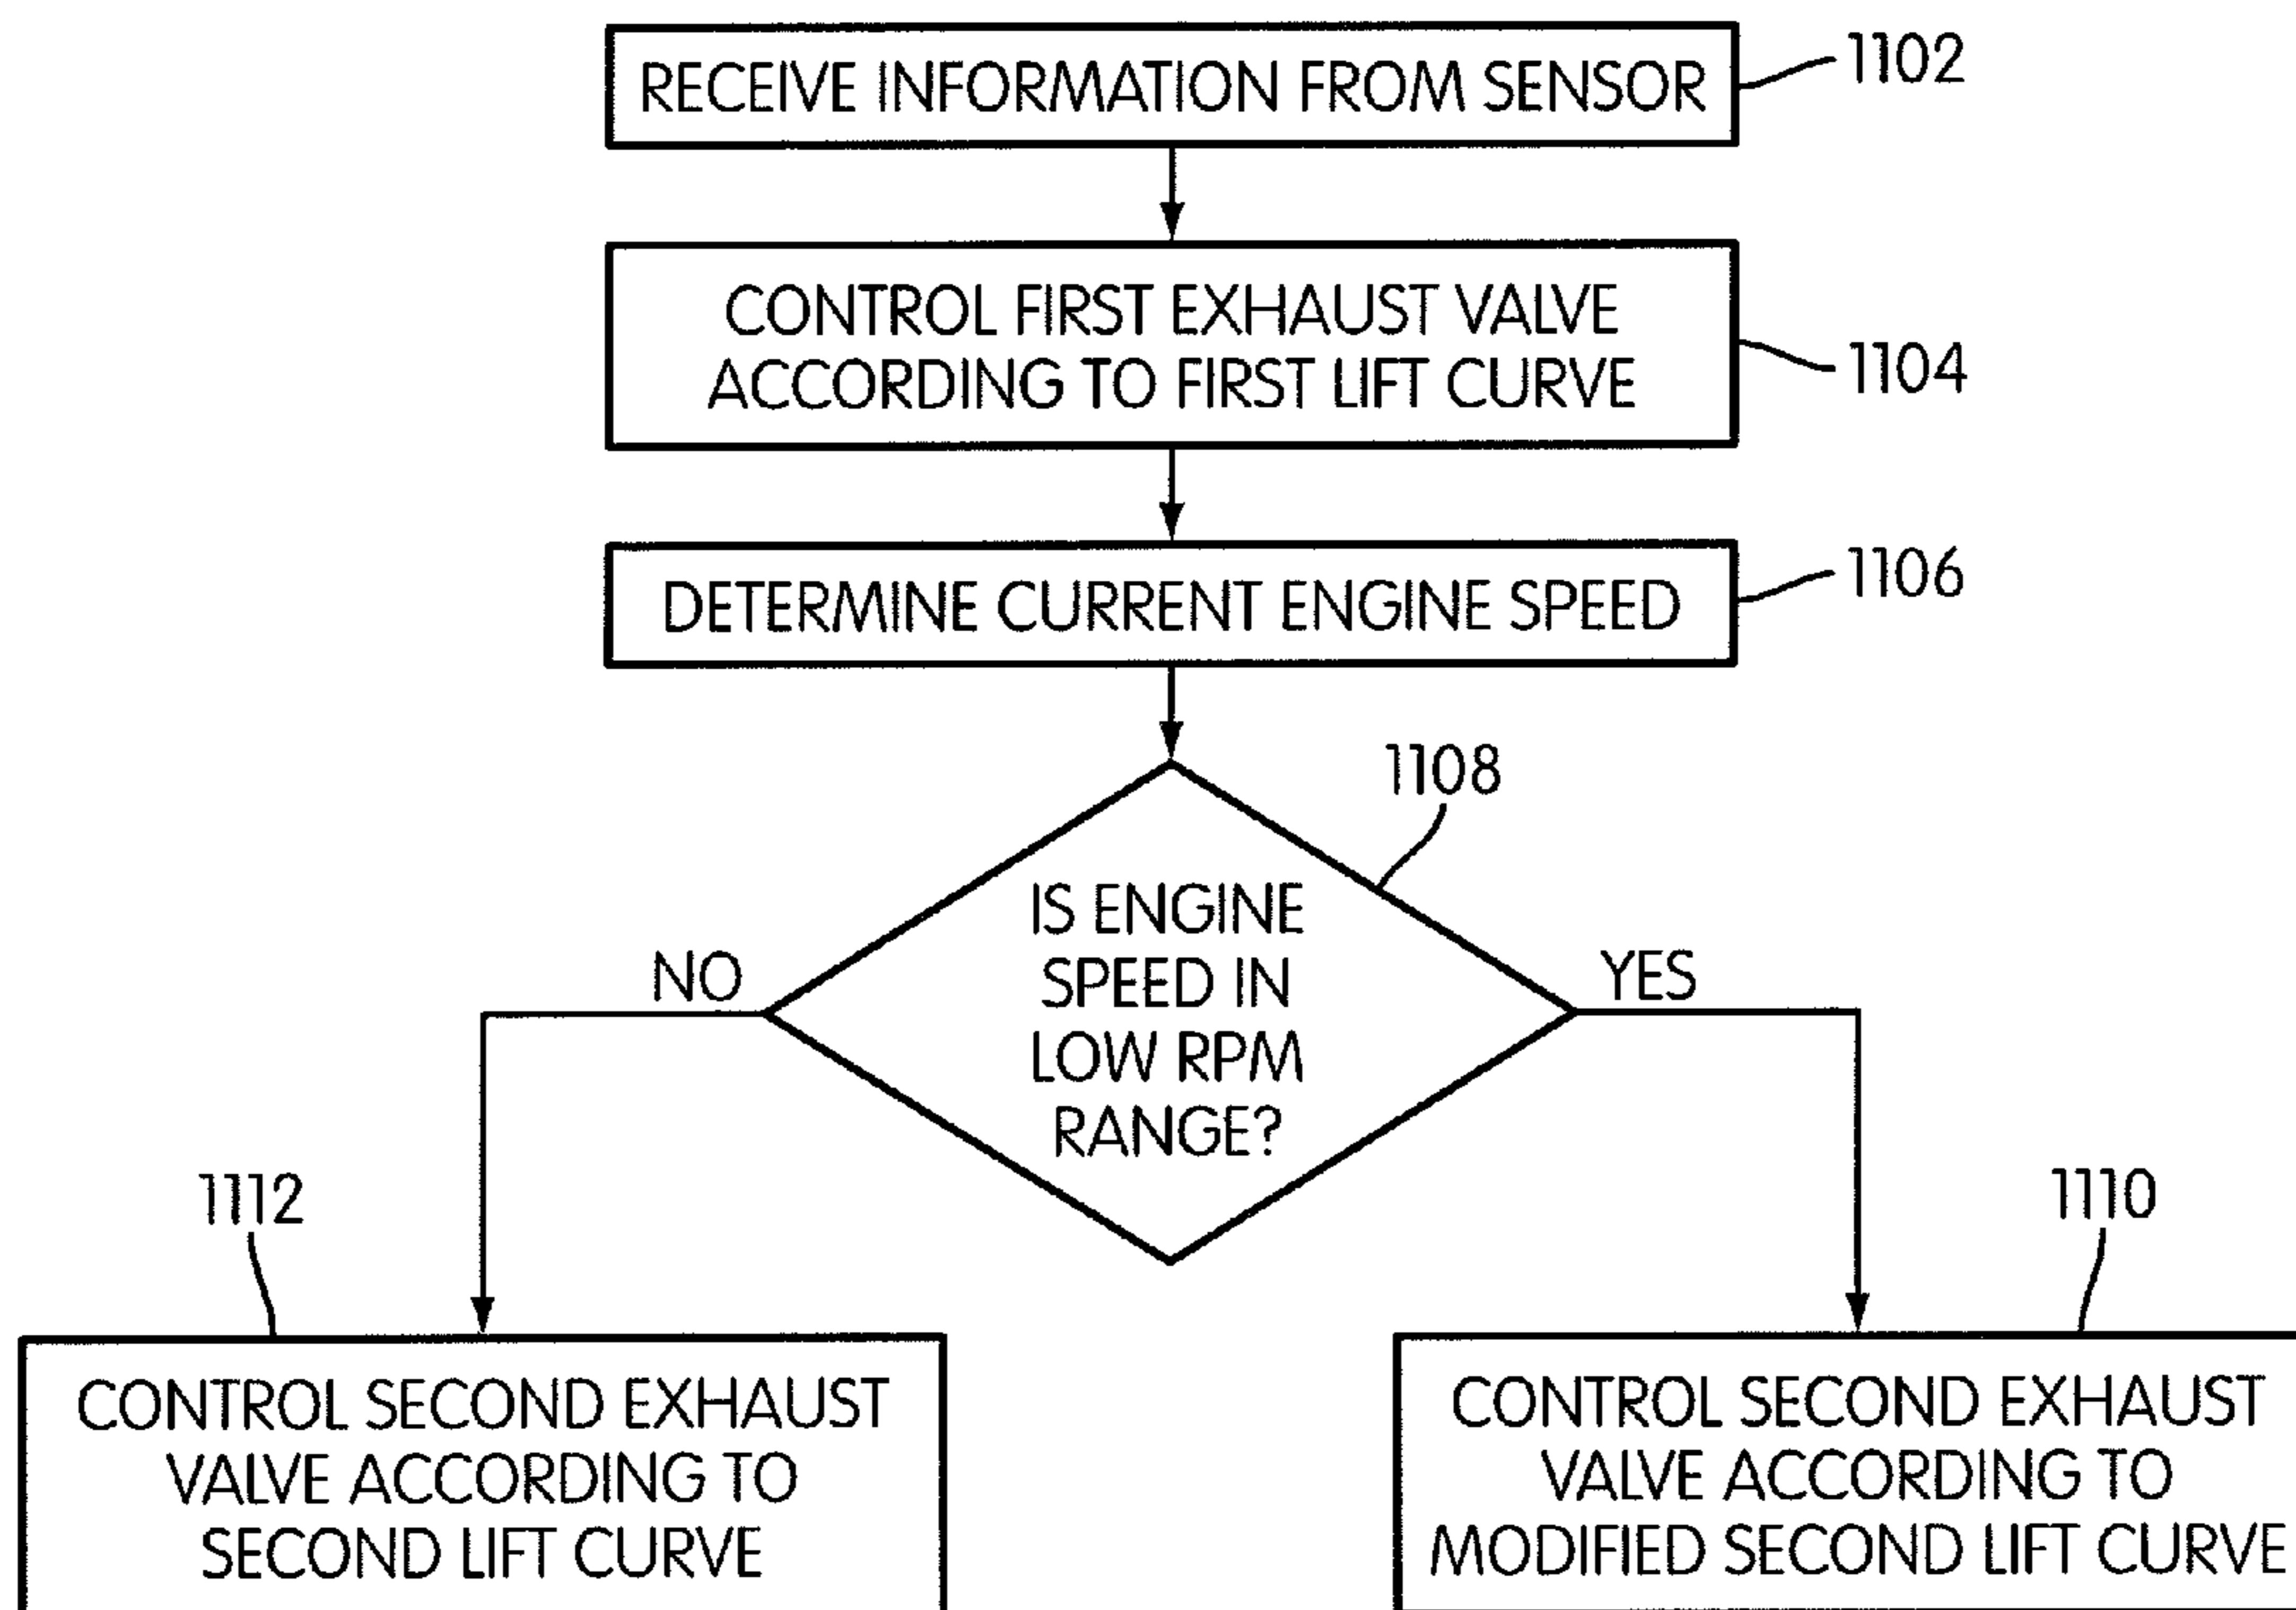 RECEIVE INFORMATION FROM SENSOR
1102
CONTROL FIRST EXHAUST VALVE
ACCORDING TO FIRST LIFT CURVE
1104
DETERMINE CURRENT ENGINE SPEED
1106
1108
IS ENGINE
SPEED IN
LOW RPM
RANGE?
NO
YES
1112
CONTROL SECOND EXHAUST
VALVE ACCORDING TO
SECOND LIFT CURVE
1110
CONTROL SECOND EXHAUST
VALVE ACCORDING TO
MODIFIED SECOND LIFT CURVE